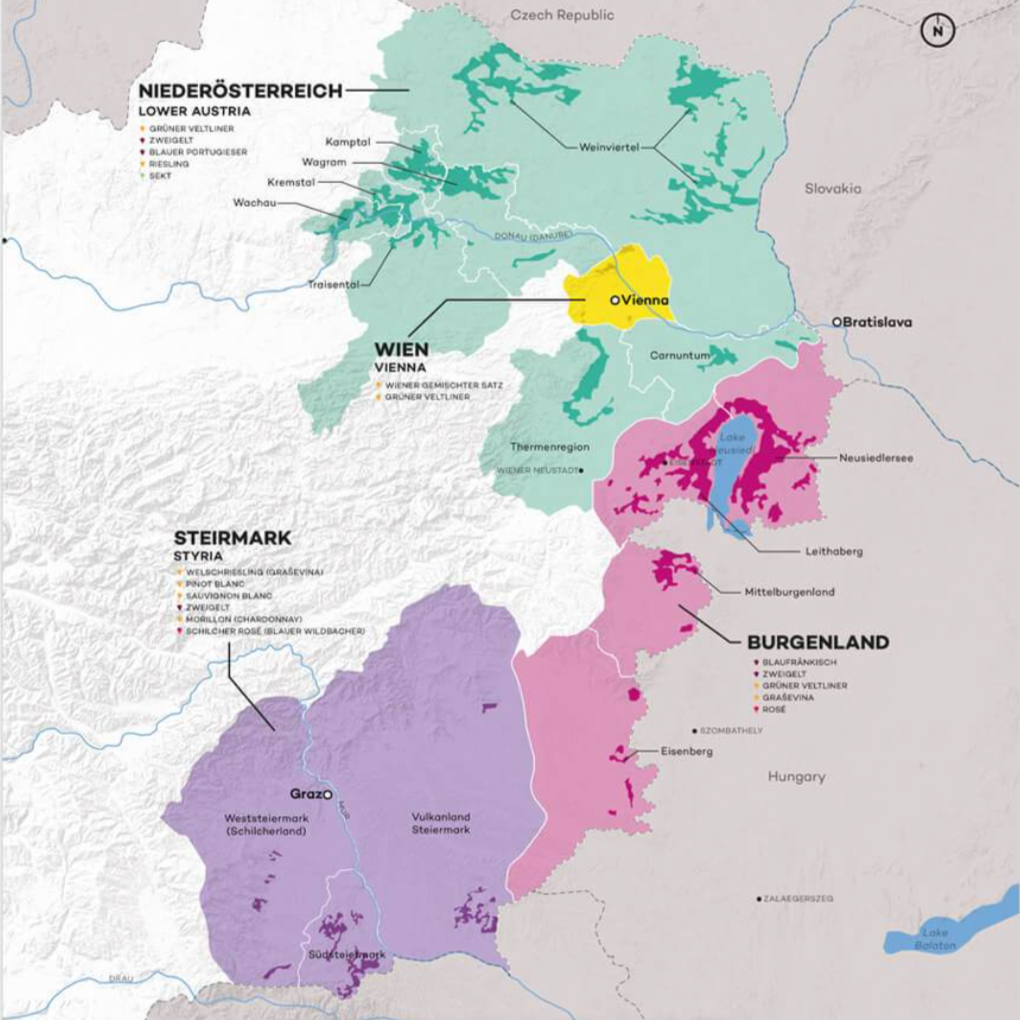 Czech Republic
N
NIEDERÖSTERREICH
LOWER AUSTRIA
GRÜNER VELTLINER
ZWEIGELT
BLAUER PORTUGIESER
RIESLING
SEKT
Kamptal
Wagram
Kremstal
Wachau
Traisental
Weinviertel
Slovakia
DONAU (DANUBE)
Vienna
Bratislava
WIEN
VIENNA
WIENER GEMISCHTER SATZ
GRÜNER VELTLINER
Carnuntum
Thermenregion
WIENER NEUSTADT
Lake
Neusiedl
EISENSTADT
Neusiedlersee
Leithaberg
Mittelburgenland
STEIRMARK
STYRIA
WELSCHRIESLING (GRAŠEVINA)
PINOT BLANC
SAUVIGNON BLANC
ZWEIGELT
MORILLON (CHARDONNAY)
SCHILCHER ROSÉ (BLAUER WILDBACHER)
BURGENLAND
BLAUFRÄNKISCH
ZWEIGELT
GRÜNER VELTLINER
GRAŠEVINA
ROSÉ
SZOMBATHELY
Eisenberg
Hungary
Graz
MUR
Weststeiermark
(Schilcherland)
Vulkanland
Steiermark
ZALAEGERSZEG
Lake
Balaton
Südsteiermark
DRAU